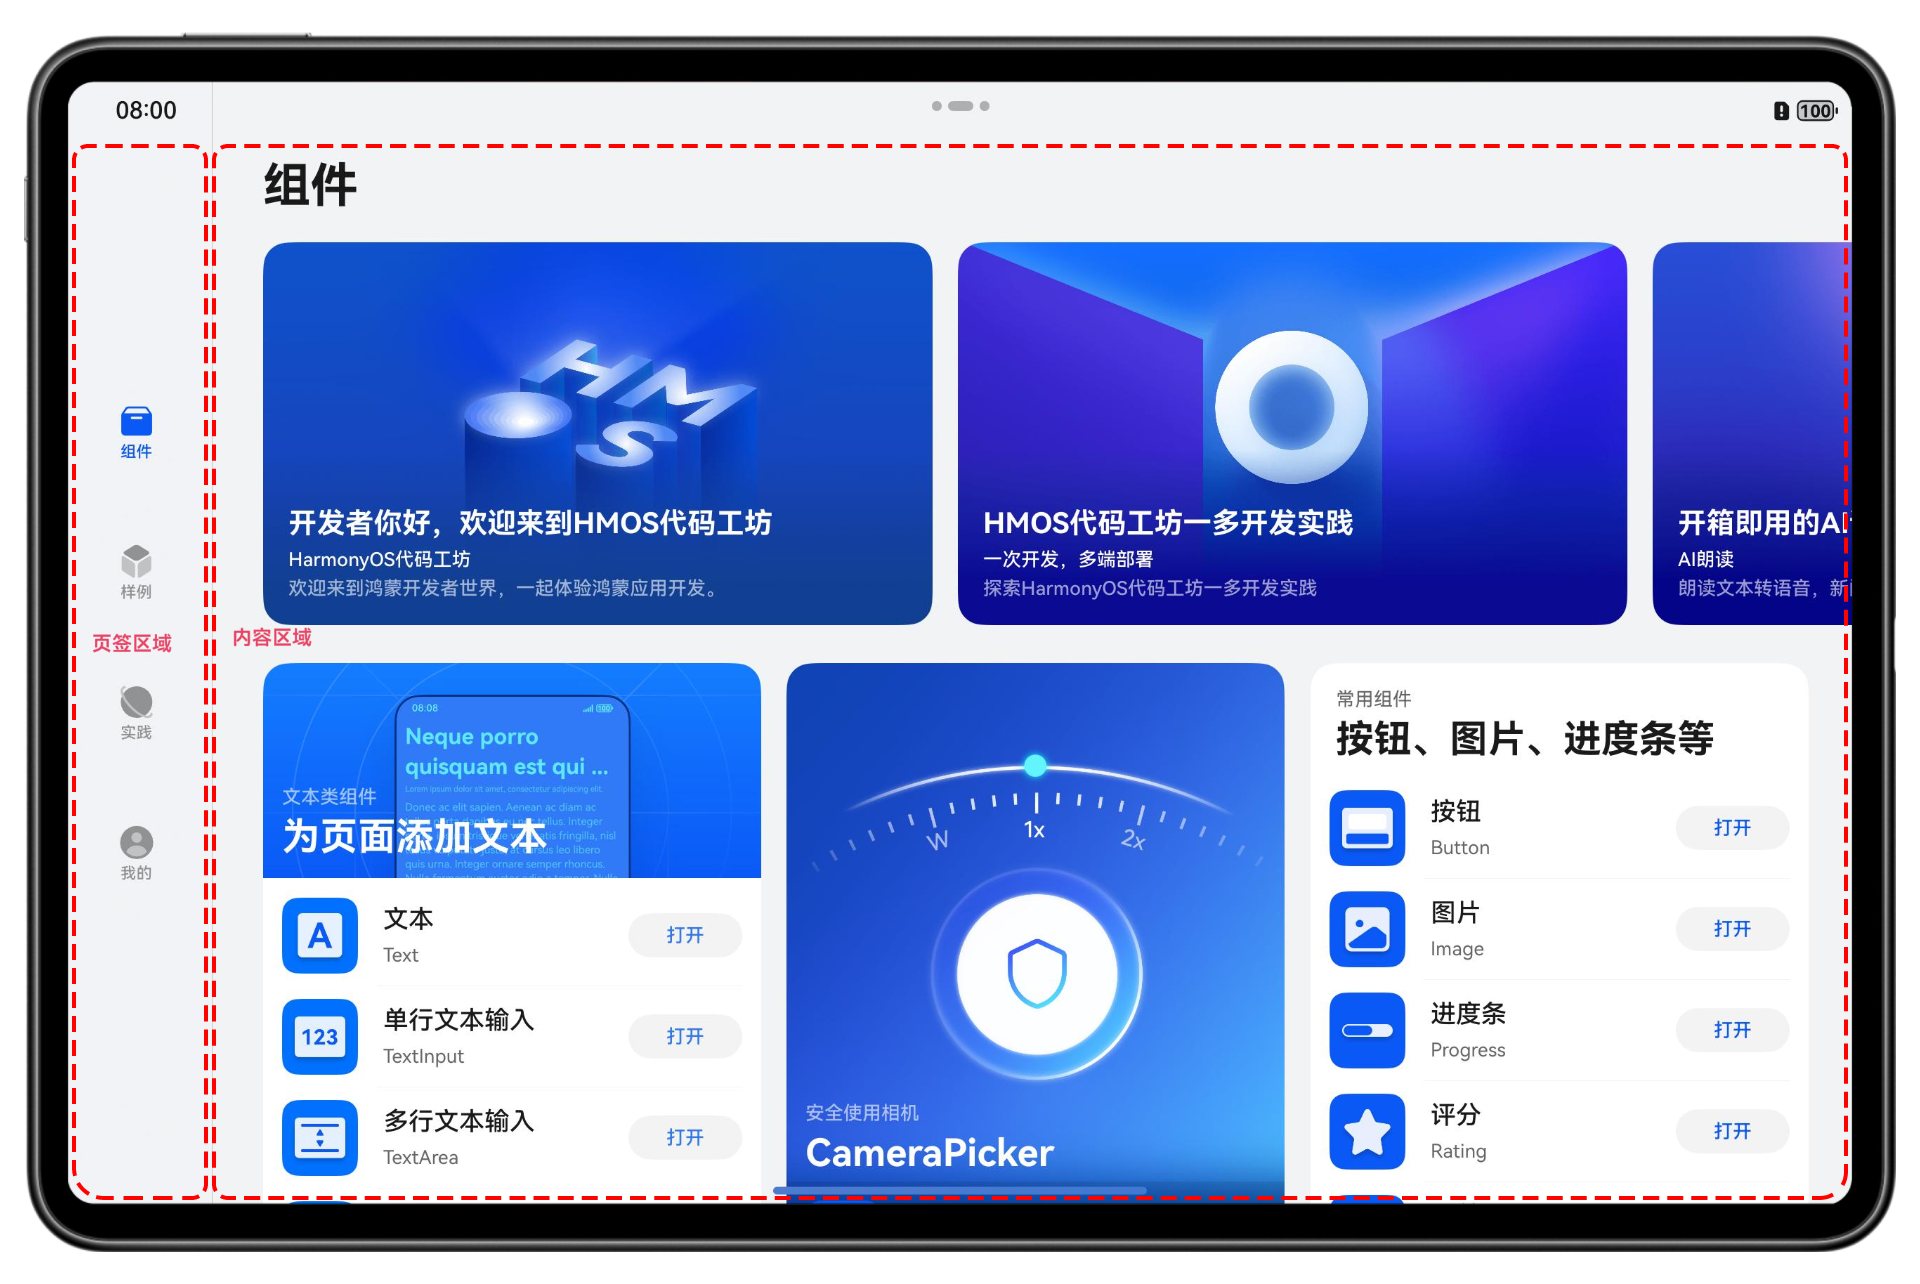 08:00
100
组件
组件
样例
页签区域
实践
我的
开发者你好，欢迎来到HMOS代码工坊
HarmonyOS代码工坊
欢迎来到鸿蒙开发者世界，一起体验鸿蒙应用开发。
HMOS代码工坊一多开发实践
一次开发，多端部署
探索HarmonyOS代码工坊一多开发实践
开箱即用的AI
AI朗读
朗读文本转语音，新
内容区域
08:08
100
Neque porro
quisquam est qui ...
Lorem ipsum dolor sit amet, consectetur adipiscing elit.
Donec ac elit sapien. Aenean ac diam ac
文本类组件
为页面添加文本
quis urna. Integer ornare semper rhoncus.
A
文本
Text
打开
123
单行文本输入
TextInput
打开
多行文本输入
TextArea
打开
W
1x
2x
安全使用相机
CameraPicker
常用组件
按钮、图片、进度条等
按钮
Button
打开
图片
Image
打开
进度条
Progress
打开
评分
Rating
打开